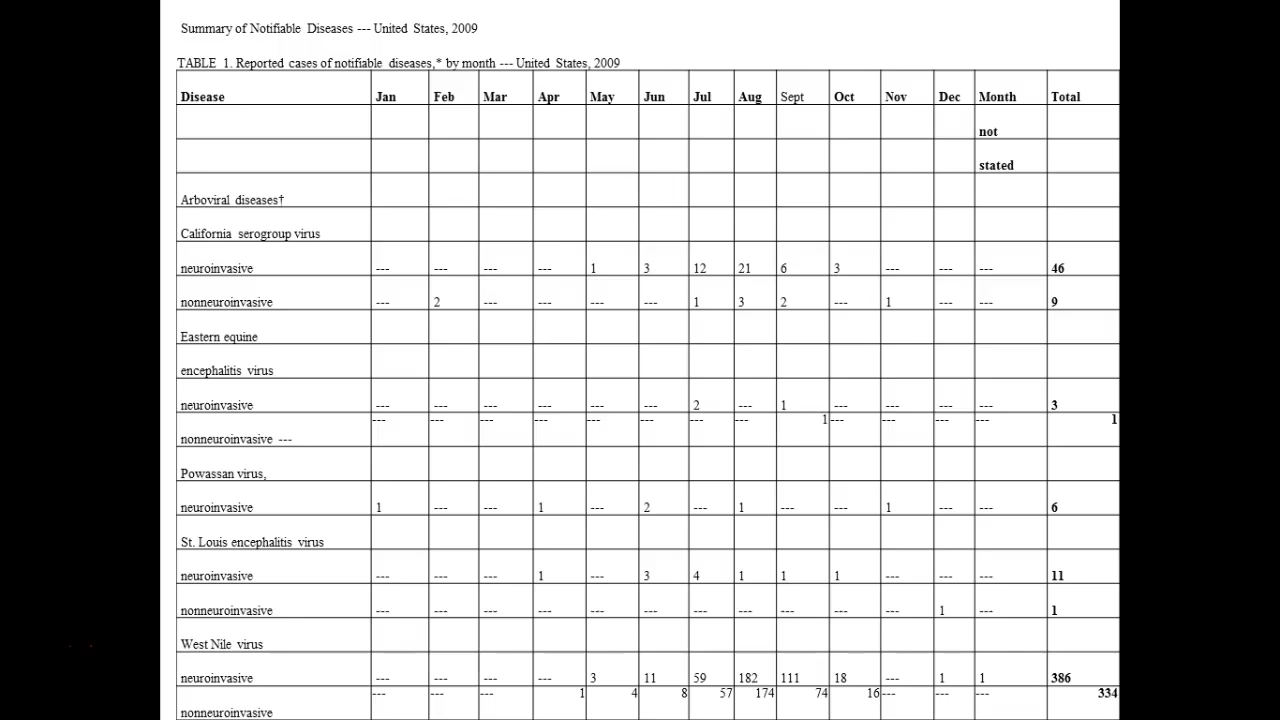 Summary of Notifiable Diseases --- United States, 2009
TABLE 1. Reported cases of notifiable diseases,* by month --- United States, 2009
Disease Jan Feb Mar Apr May Jun Jul Aug Sept Oct Nov Dec Month Total
not
stated
Arboviral diseases†
California serogroup virus
neuroinvasive --- --- --- --- 1 3 12 21 6 3 --- --- --- 46
nonneuroinvasive --- 2 --- --- --- --- 1 3 2 --- 1 --- --- 9
Eastern equine
encephalitis virus
neuroinvasive --- --- --- --- --- --- 2 --- 1 --- --- --- --- 3
nonneuroinvasive --- --- --- --- --- --- --- --- --- 1 --- --- --- --- 1
Powassan virus,
neuroinvasive 1 --- --- 1 --- 2 --- 1 --- --- 1 --- --- 6
St. Louis encephalitis virus
neuroinvasive --- --- --- 1 --- 3 4 1 1 1 --- --- --- 11
nonneuroinvasive --- --- --- --- --- --- --- --- --- --- --- 1 --- 1
West Nile virus
neuroinvasive --- --- --- --- 3 11 59 182 111 18 --- 1 1 386
nonneuroinvasive --- --- --- 1 4 8 57 174 74 16 --- --- --- 334